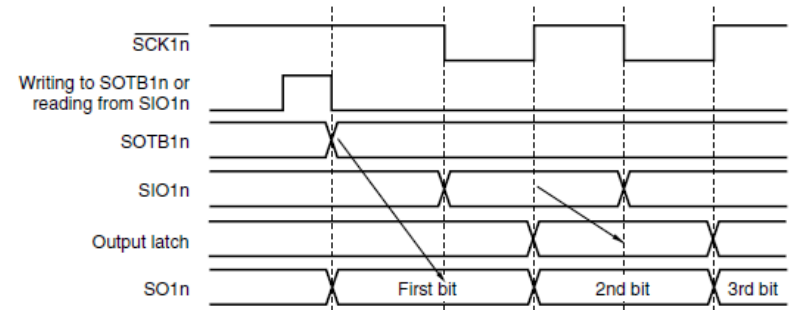 SCK1n
Writing to SOTB1n or
reading from SIO1n
SOTB1n
SIO1n
Output latch
SO1n
First bit
2nd bit
3rd bit